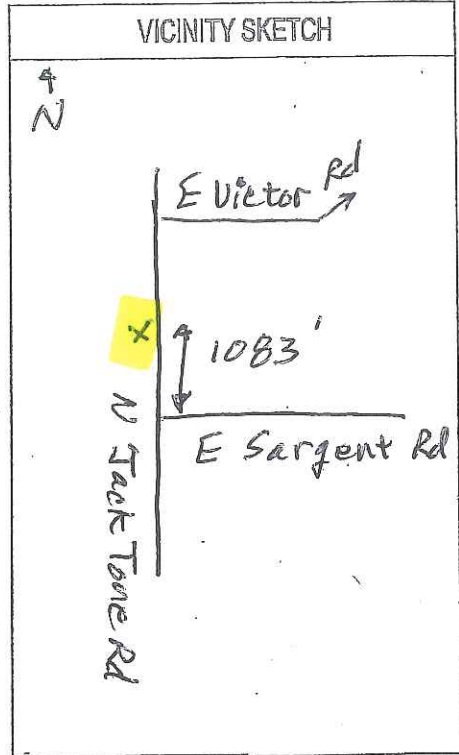 VICINITY SKETCH
N
E Victor Rd
X
1083'
E Sargent Rd
N Jack Tone Rd